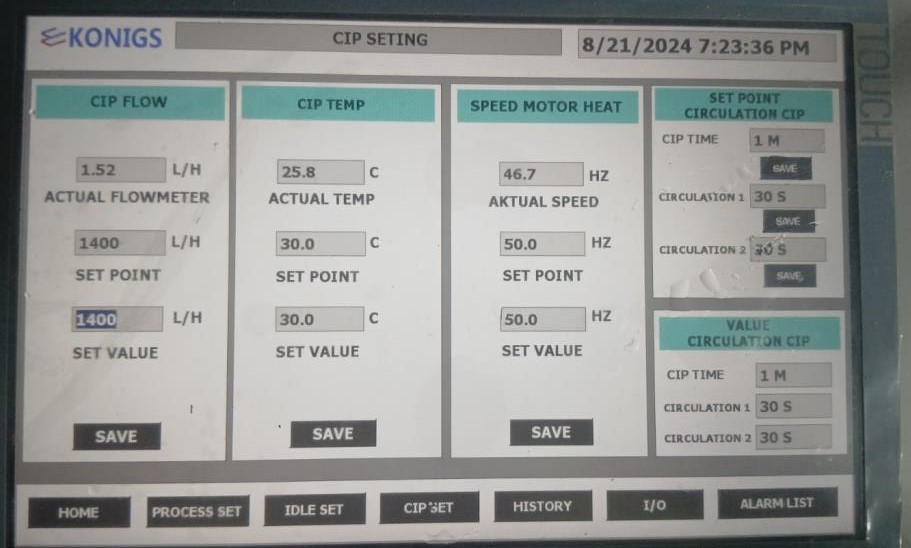 KONIGS
CIP SETING
8/21/2024 7:23:36 PM
CIP FLOW
1.52 L/H
ACTUAL FLOWMETER
1400 L/H
SET POINT
1400 L/H
SET VALUE
SAVE
CIP TEMP
25.8 C
ACTUAL TEMP
30.0 C
SET POINT
30.0 C
SET VALUE
SAVE
SPEED MOTOR HEAT
46.7 HZ
AKTUAL SPEED
50.0 HZ
SET POINT
50.0 HZ
SET VALUE
SAVE
SET POINT
CIRCULATION CIP
CIP TIME 1 M
SAVE
CIRCULATION 1 30 S
SAVE
CIRCULATION 2 30 S
SAVE
VALUE
CIRCULATION CIP
CIP TIME 1 M
CIRCULATION 1 30 S
CIRCULATION 2 30 S
HOME
PROCESS SET
IDLE SET
CIP SET
HISTORY
I/O
ALARM LIST
TOUCH